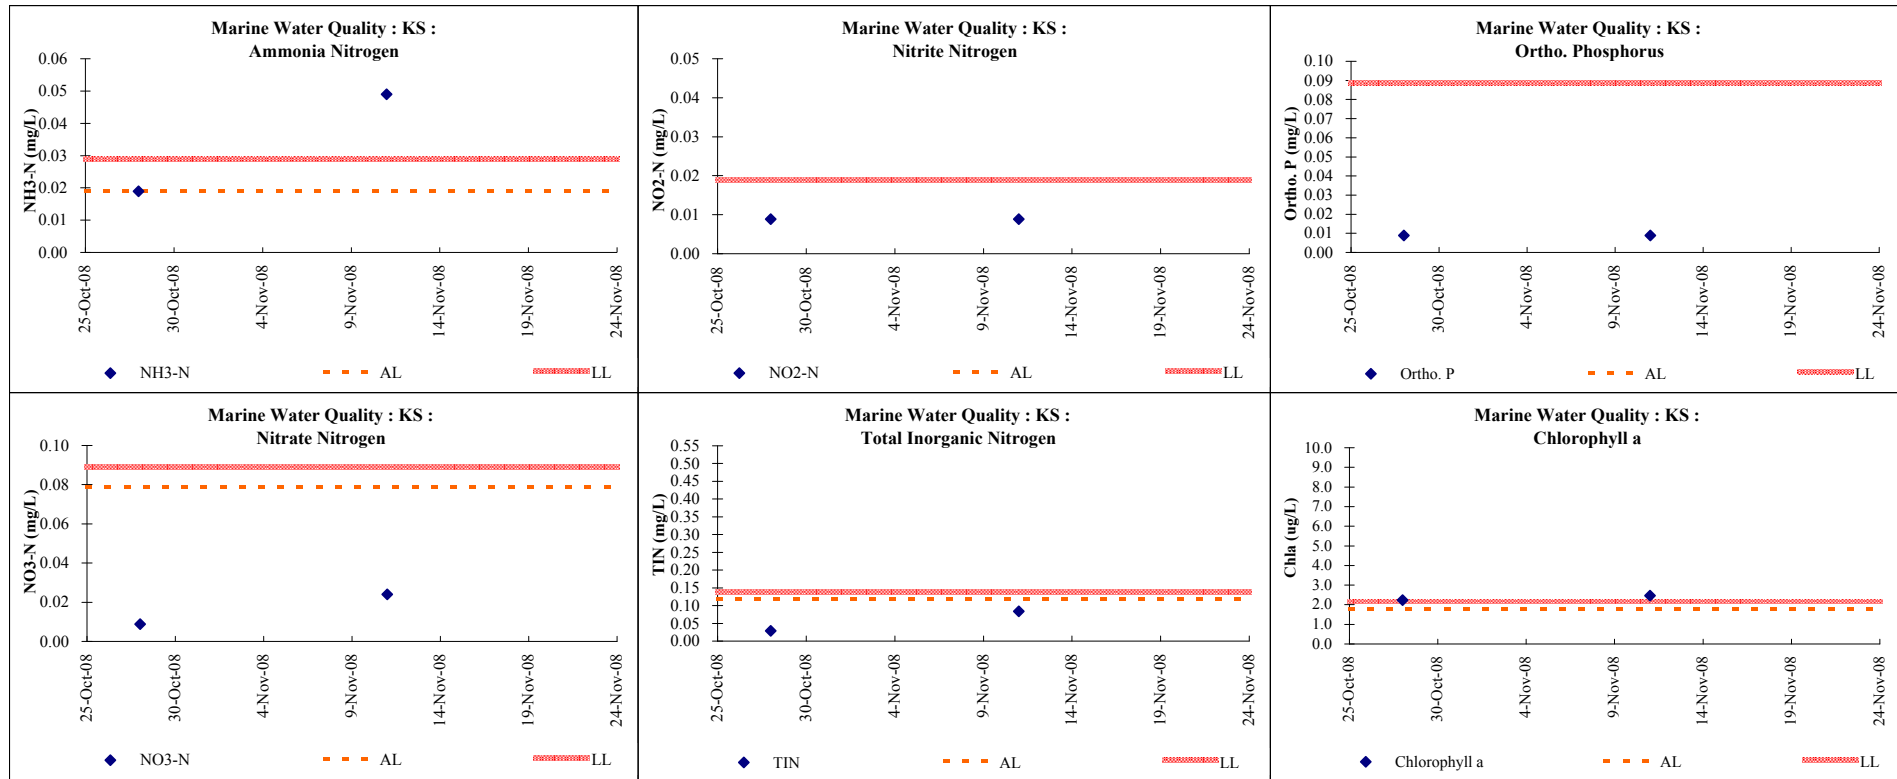 Marine Water Quality : KS :
Ammonia Nitrogen
0.06
0.05
0.04
0.03
0.02
0.01
0.00
NH3-N (mg/L)
25-Oct-08
30-Oct-08
4-Nov-08
9-Nov-08
14-Nov-08
19-Nov-08
24-Nov-08
NH3-N
AL
LL
Marine Water Quality : KS :
Nitrite Nitrogen
0.05
0.04
0.03
0.02
0.01
0.00
NO2-N (mg/L)
25-Oct-08
30-Oct-08
4-Nov-08
9-Nov-08
14-Nov-08
19-Nov-08
24-Nov-08
NO2-N
AL
LL
Marine Water Quality : KS :
Ortho. Phosphorus
0.10
0.09
0.08
0.07
0.06
0.05
0.04
0.03
0.02
0.01
0.00
Ortho. P (mg/L)
25-Oct-08
30-Oct-08
4-Nov-08
9-Nov-08
14-Nov-08
19-Nov-08
24-Nov-08
Ortho. P
AL
LL
Marine Water Quality : KS :
Nitrate Nitrogen
0.10
0.08
0.06
0.04
0.02
0.00
NO3-N (mg/L)
25-Oct-08
30-Oct-08
4-Nov-08
9-Nov-08
14-Nov-08
19-Nov-08
24-Nov-08
NO3-N
AL
LL
Marine Water Quality : KS :
Total Inorganic Nitrogen
0.55
0.50
0.45
0.40
0.35
0.30
0.25
0.20
0.15
0.10
0.05
0.00
TIN (mg/L)
25-Oct-08
30-Oct-08
4-Nov-08
9-Nov-08
14-Nov-08
19-Nov-08
24-Nov-08
TIN
AL
LL
Marine Water Quality : KS :
Chlorophyll a
10.0
9.0
8.0
7.0
6.0
5.0
4.0
3.0
2.0
1.0
0.0
Chla (ug/L)
25-Oct-08
30-Oct-08
4-Nov-08
9-Nov-08
14-Nov-08
19-Nov-08
24-Nov-08
Chlorophyll a
AL
LL